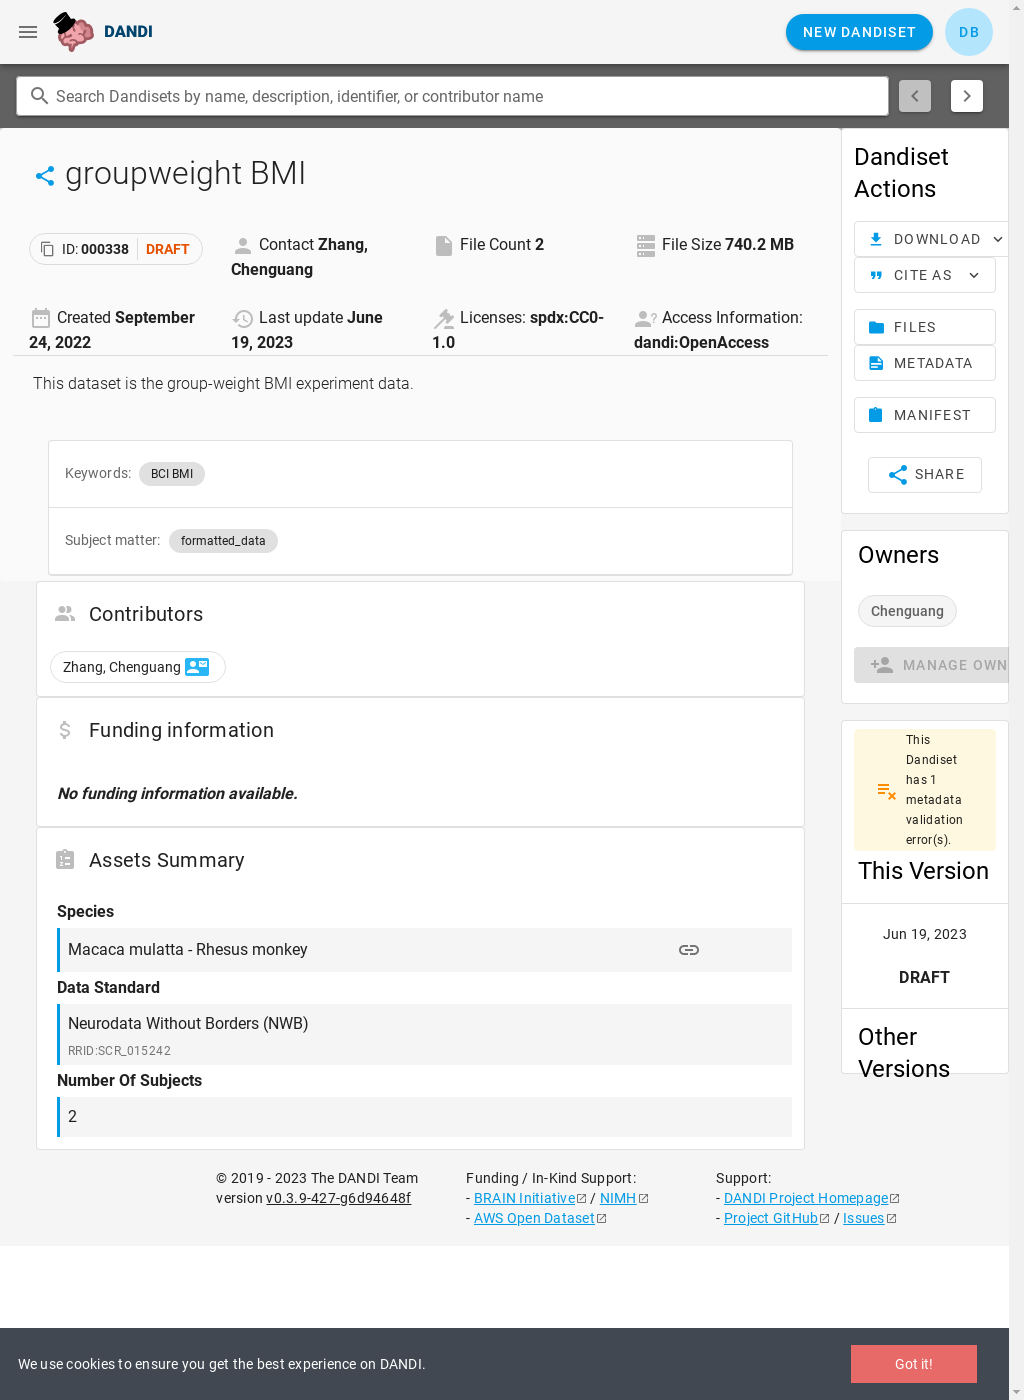 DANDI
NEW DANDISET
DB
Search Dandisets by name, description, identifier, or contributor name
groupweight BMI
ID: 000338 DRAFT
Contact Zhang,
Chenguang
File Count 2
File Size 740.2 MB
Created September
24, 2022
Last update June
19, 2023
Licenses: spdx:CC0-
1.0
Access Information:
dandi:OpenAccess
This dataset is the group-weight BMI experiment data.
Keywords: BCI BMI
Subject matter: formatted_data
Contributors
Zhang, Chenguang
Funding information
No funding information available.
Assets Summary
Species
Macaca mulatta - Rhesus monkey
Data Standard
Neurodata Without Borders (NWB)
RRID:SCR_015242
Number Of Subjects
2
Dandiset
Actions
DOWNLOAD
CITE AS
FILES
METADATA
MANIFEST
SHARE
Owners
Chenguang
MANAGE OWN
This
Dandiset
has 1
metadata
validation
error(s).
This Version
Jun 19, 2023
DRAFT
Other
Versions
© 2019 - 2023 The DANDI Team
version v0.3.9-427-g6d94648f
Funding / In-Kind Support:
- BRAIN Initiative / NIMH
- AWS Open Dataset
Support:
- DANDI Project Homepage
- Project GitHub / Issues
We use cookies to ensure you get the best experience on DANDI.
Got it!